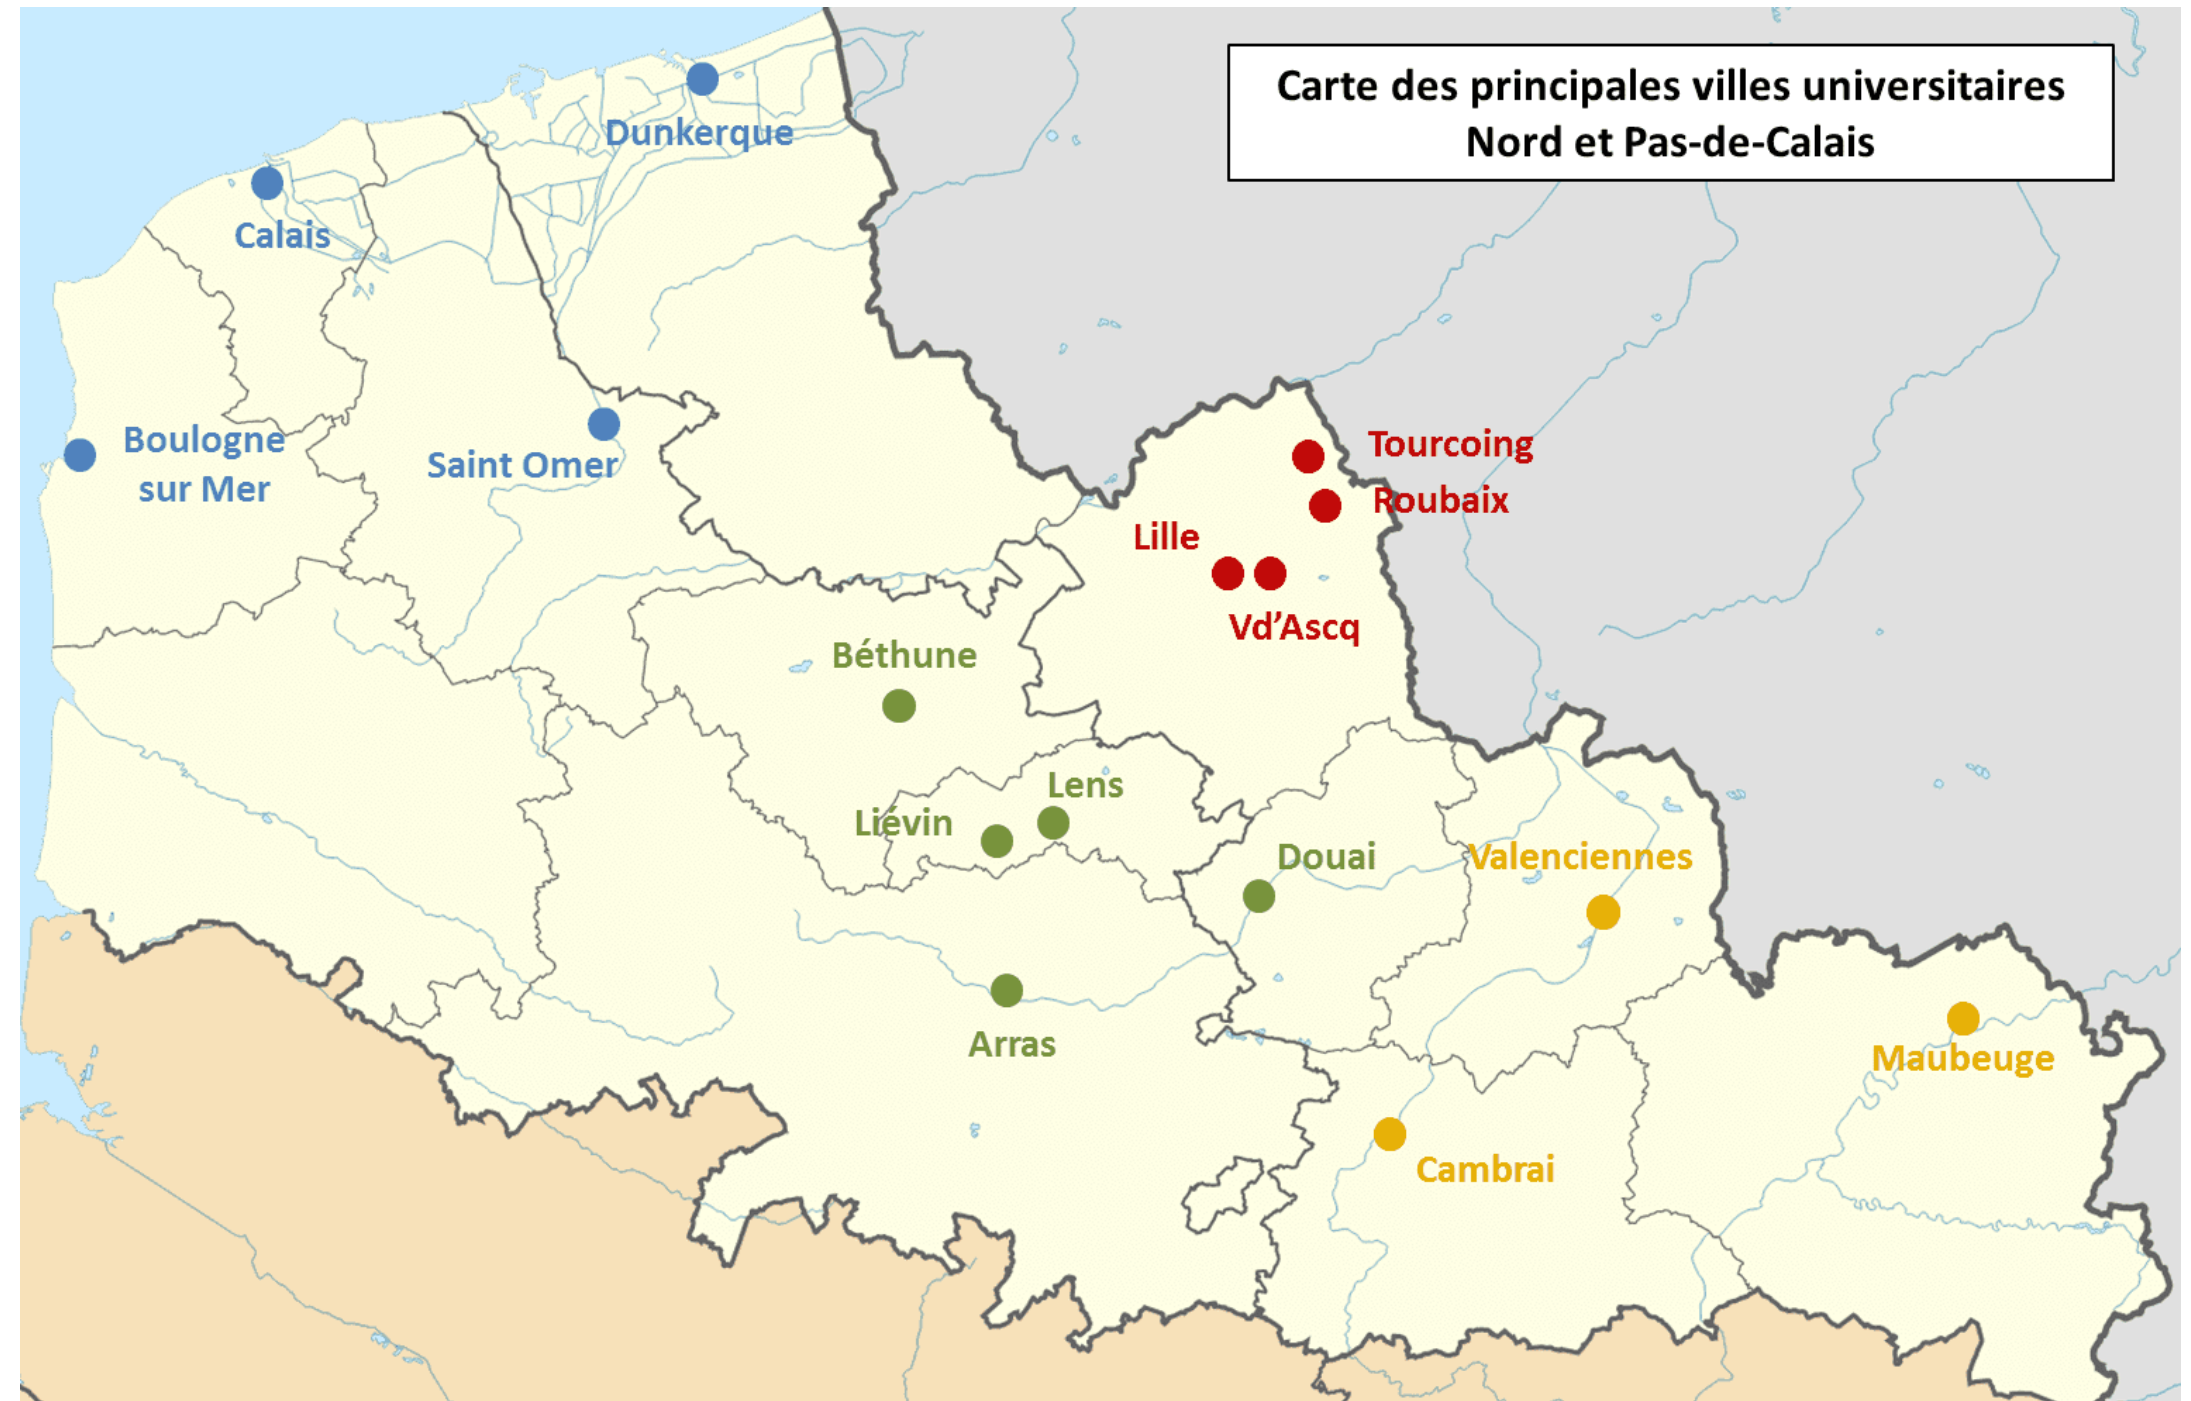 Carte des principales villes universitaires
Nord et Pas-de-Calais
Dunkerque
Calais
Boulogne
sur Mer
Saint Omer
Tourcoing
Roubaix
Lille
Vd’Ascq
Béthune
Lens
Liévin
Douai
Valenciennes
Arras
Maubeuge
Cambrai